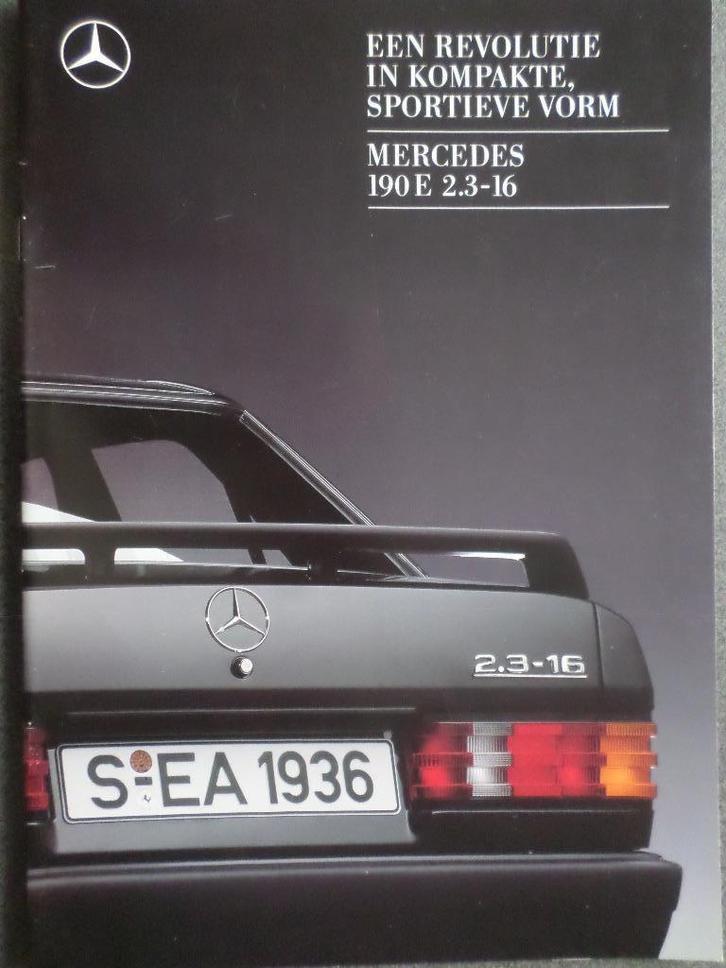 EEN REVOLUTIE
IN KOMPAKTE,
SPORTIEVE VORM
MERCEDES
190 E 2.3-16
2.3-16
S-EA 1936